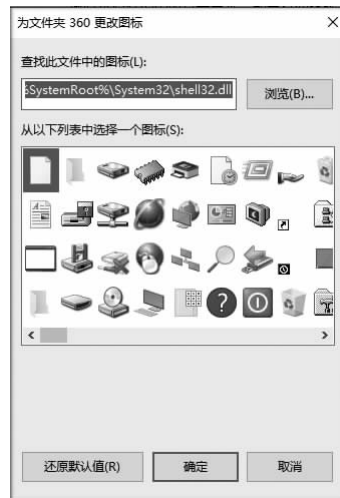 为文件夹 360 更改图标
查找此文件中的图标(L):
%SystemRoot%\System32\shell32.dll
浏览(B)...
从以下列表中选择一个图标(S):
还原默认值(R)
确定
取消